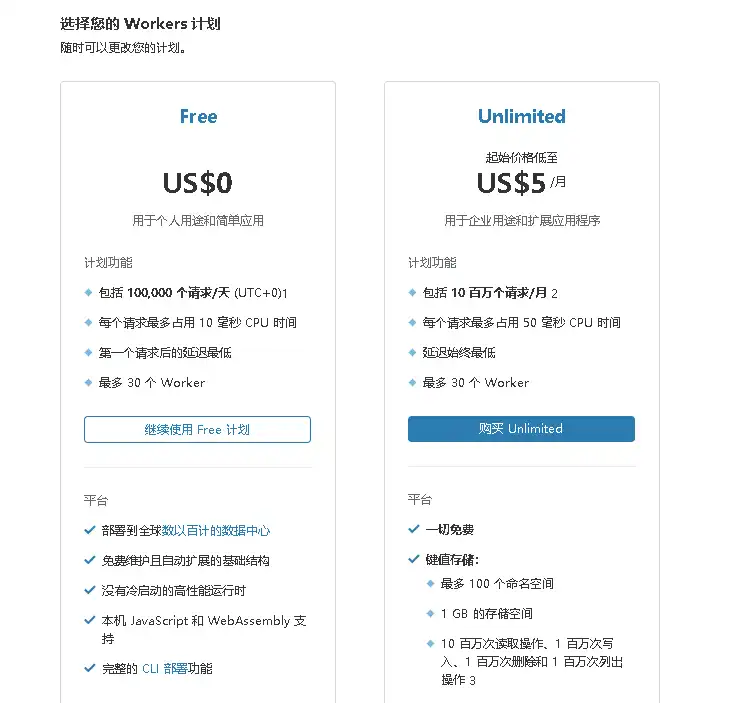 选择您的 Workers 计划
随时可以更改您的计划。
Free
US$0
用于个人用途和简单应用
计划功能
包括 100,000 个请求/天 (UTC+0)1
每个请求最多占用 10 毫秒 CPU 时间
第一个请求后的延迟最低
最多 30 个 Worker
继续使用 Free 计划
平台
部署到全球数以百计的数据中心
免费维护且自动扩展的基础结构
没有冷启动的高性能运行时
本机 JavaScript 和 WebAssembly 支
持
完整的 CLI 部署功能
Unlimited
起始价格低至
US$5 /月
用于企业用途和扩展应用程序
计划功能
包括 10 百万个请求/月 2
每个请求最多占用 50 毫秒 CPU 时间
延迟始终最低
最多 30 个 Worker
购买 Unlimited
平台
一切免费
键值存储:
最多 100 个命名空间
1 GB 的存储空间
10 百万次读取操作、1 百万次写
入、1 百万次删除和 1 百万次列出
操作 3